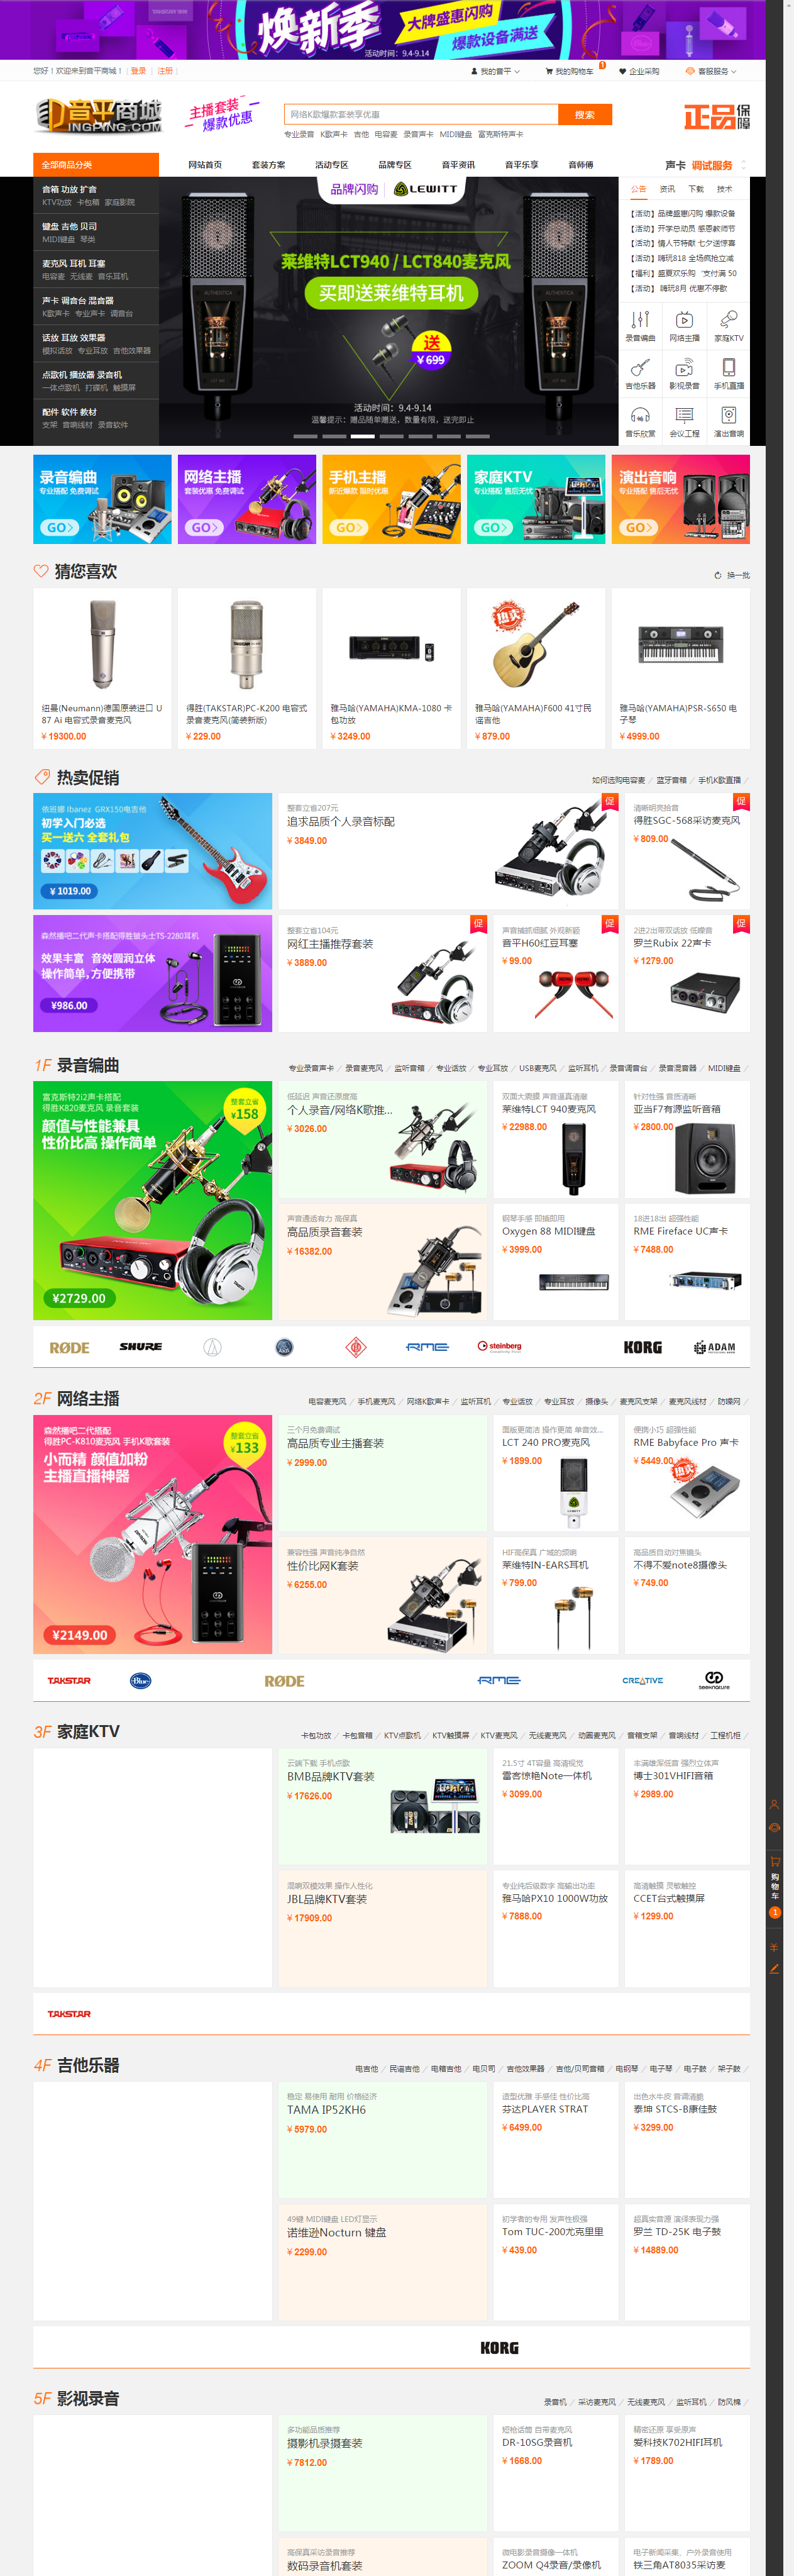 TAKSTAR
焕新季
大牌盛惠闪购
爆款设备满送
活动时间：9.4-9.14
您好！欢迎来到音平商城！ | 登录 | 注册 |
我的音平
我的购物车 1
企业采购
客服服务
音平商城
INGPING.COM
主播套装
爆款优惠
网络K歌爆款套装享优惠
搜索
专业录音 K歌声卡 吉他 电容麦 录音声卡 MIDI键盘 富克斯特声卡
正品保障
全部商品分类
网站首页 套装方案 活动专区 品牌专区 音平资讯 音平乐享 音师傅
声卡 调试服务
音箱 功放 扩音
KTV功放 卡包箱 家庭影院
键盘 吉他 贝司
MIDI键盘 琴类
麦克风 耳机 耳塞
电容麦 无线麦 音乐耳机
声卡 调音台 混音器
K歌声卡 专业声卡 调音台
话放 耳放 效果器
模拟话放 专业耳放 吉他效果器
点歌机 播放器 录音机
一体点歌机 打碟机 触摸屏
配件 软件 教材
支架 音响线材 录音软件
品牌闪购 LEWITT
莱维特LCT940 / LCT840麦克风
买即送莱维特耳机
送
￥699
活动时间：9.4-9.14
温馨提示：赠品随单赠送，数量有限，送完即止
公告 资讯 下载 技术
【活动】品牌盛惠闪购 爆款设备
【活动】开学总动员 感恩教师节
【活动】情人节特献 七夕送惊喜
【活动】嗨玩818 全场疯抢立减
【福利】盛夏欢乐购 “支付满 50
【活动】嗨玩8月 优惠不停歇
录音编曲 网络主播 家庭KTV
吉他乐器 影视录音 手机直播
音乐欣赏 会议工程 演出音响
录音编曲
专业搭配 免费调试
GO
网络主播
套装优惠 免费调试
GO
手机主播
新近爆款 限时优惠
GO
家庭KTV
专业搭配 售后无忧
GO
演出音响
专业搭配 售后无忧
GO
猜您喜欢
换一批
纽曼(Neumann)德国原装进口 U
87 Ai 电容式录音麦克风
¥ 19300.00
得胜(TAKSTAR)PC-K200 电容式
录音麦克风(简装新版)
¥ 229.00
雅马哈(YAMAHA)KMA-1080 卡
包功放
¥ 3249.00
热卖
雅马哈(YAMAHA)F600 41寸民
谣吉他
¥ 879.00
雅马哈(YAMAHA)PSR-S650 电
子琴
¥ 4999.00
热卖促销
如何选购电容麦 / 蓝牙音箱 / 手机K歌直播 /
依班娜 Ibanez GRX150电吉他
初学入门必选
买一送六 全套礼包
¥ 1019.00
整套立省207元
追求品质个人录音标配
¥ 3849.00
促
清晰明亮拾音
得胜SGC-568采访麦克风
¥ 809.00
促
森然播吧二代声卡搭配得胜骇头士TS-2280耳机
效果丰富 音效圆润立体
操作简单，方便携带
¥986.00
整套立省104元
网红主播推荐套装
¥ 3889.00
促
声音捕抓细腻 外观新颖
音平H60红豆耳塞
¥ 99.00
促
2进2出带双话放 低噪音
罗兰Rubix 22声卡
¥ 1279.00
促
1F 录音编曲
专业录音声卡 / 录音麦克风 / 监听音箱 / 专业话放 / 专业耳放 / USB麦克风 / 监听耳机 / 录音调音台 / 录音混音器 / MIDI键盘 /
富克斯特2i2声卡搭配
得胜K820麦克风 录音套装
颜值与性能兼具
性价比高 操作简单
整套立省
¥158
¥2729.00
低延迟 声音还原度高
个人录音/网络K歌推...
¥ 3026.00
双面大震膜 声音逼真清澈
莱维特LCT 940麦克风
¥ 22988.00
针对性强 音质清晰
亚当F7有源监听音箱
¥ 2800.00
声音通透有力 高保真
高品质录音套装
¥ 16382.00
钢琴手感 即插即用
Oxygen 88 MIDI键盘
¥ 3999.00
18进18出 超强性能
RME Fireface UC声卡
¥ 7488.00
RØDE SHURE AKG RME steinberg KORG ADAM
2F 网络主播
电容麦克风 / 手机麦克风 / 网络K歌声卡 / 监听耳机 / 专业话放 / 专业耳放 / 摄像头 / 麦克风支架 / 麦克风线材 / 防噪网 /
森然播吧二代搭配
得胜PC-K810麦克风 手机K歌套装
小而精 颜值加粉
主播直播神器
整套立省
¥133
¥2149.00
三个月免费调试
高品质专业主播套装
¥ 2999.00
面版更简洁 操作更简 单音效...
LCT 240 PRO麦克风
¥ 1899.00
便携小巧 超强性能
RME Babyface Pro 声卡
¥ 5449.00
热卖
兼容性强 声音纯净自然
性价比网K套装
¥ 6255.00
HIFI高保真 广域的频响
莱维特IN-EARS耳机
¥ 799.00
高品质自动对焦镜头
不得不爱note8摄像头
¥ 749.00
TAKSTAR Blue RØDE RME CREATIVE SeekNature
3F 家庭KTV
卡包功放 / 卡包音箱 / KTV点歌机 / KTV触摸屏 / KTV麦克风 / 无线麦克风 / 动圈麦克风 / 音箱支架 / 音响线材 / 工程机柜 /
云端下载 手机点歌
BMB品牌KTV套装
¥ 17626.00
21.5寸 4T容量 高清视觉
雷客惊艳Note一体机
¥ 3099.00
丰满雄浑低音 强烈立体声
博士301VHIFI音箱
¥ 2989.00
混响双模效果 操作人性化
JBL品牌KTV套装
¥ 17909.00
专业纯后级数字 高输出功率
雅马哈PX10 1000W功放
¥ 7888.00
高清触摸 灵敏触控
CCET台式触摸屏
¥ 1299.00
TAKSTAR
购物车
1
4F 吉他乐器
电吉他 / 民谣吉他 / 电箱吉他 / 电贝司 / 吉他效果器 / 吉他/贝司音箱 / 电钢琴 / 电子琴 / 电子鼓 / 架子鼓 /
稳定 易使用 耐用 价格经济
TAMA IP52KH6
¥ 5979.00
造型优雅 手感佳 性价比高
芬达PLAYER STRAT
¥ 6499.00
出色水牛皮 音调清脆
泰坤 STCS-B康佳鼓
¥ 3299.00
49键 MIDI键盘 LED灯显示
诺维逊Nocturn 键盘
¥ 2299.00
初学者的专用 发声性极强
Tom TUC-200尤克里里
¥ 439.00
超真实音源 演绎表现力强
罗兰 TD-25K 电子鼓
¥ 14889.00
KORG
5F 影视录音
录音机 / 采访麦克风 / 无线麦克风 / 监听耳机 / 防风棉 /
多功能品质推荐
摄影机录摄套装
¥ 7812.00
短枪话筒 自带麦克风
DR-10SG录音机
¥ 1668.00
精密还原 享受原声
爱科技K702HIFI耳机
¥ 1789.00
高保真采访录音推荐
数码录音机套装
微电影录音摄像一体机
ZOOM Q4录音/录像机
电子新闻采集、户外录音使用
铁三角AT8035采访麦